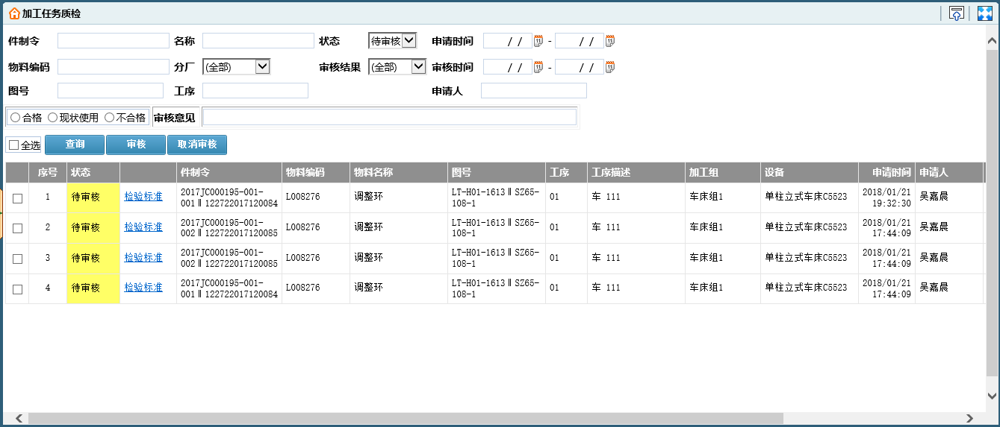 加工任务质检
件制令 名称 状态 待审核 申请时间 / / - / /
物料编码 分厂 (全部) 审核结果 (全部) 审核时间 / / - / /
图号 工序 申请人
合格 现状使用 不合格 审核意见
全选 查询 审核 取消审核
序号 状态 件制令 物料编码 物料名称 图号 工序 工序描述 加工组 设备 申请时间 申请人
1 待审核 检验标准 2017JC000195-001-001‖122722017120084 L008276 调整环 LT-H01-1613‖SZ65-108-1 01 车 111 车床组1 单柱立式车床C5523 2018/01/21 19:32:30 吴嘉晨
2 待审核 检验标准 2017JC000195-001-002‖122722017120085 L008276 调整环 LT-H01-1613‖SZ65-108-1 01 车 111 车床组1 单柱立式车床C5523 2018/01/21 17:44:09 吴嘉晨
3 待审核 检验标准 2017JC000195-001-002‖122722017120085 L008276 调整环 LT-H01-1613‖SZ65-108-1 01 车 111 车床组1 单柱立式车床C5523 2018/01/21 17:44:09 吴嘉晨
4 待审核 检验标准 2017JC000195-001-001‖122722017120084 L008276 调整环 LT-H01-1613‖SZ65-108-1 01 车 111 车床组1 单柱立式车床C5523 2018/01/21 17:44:09 吴嘉晨